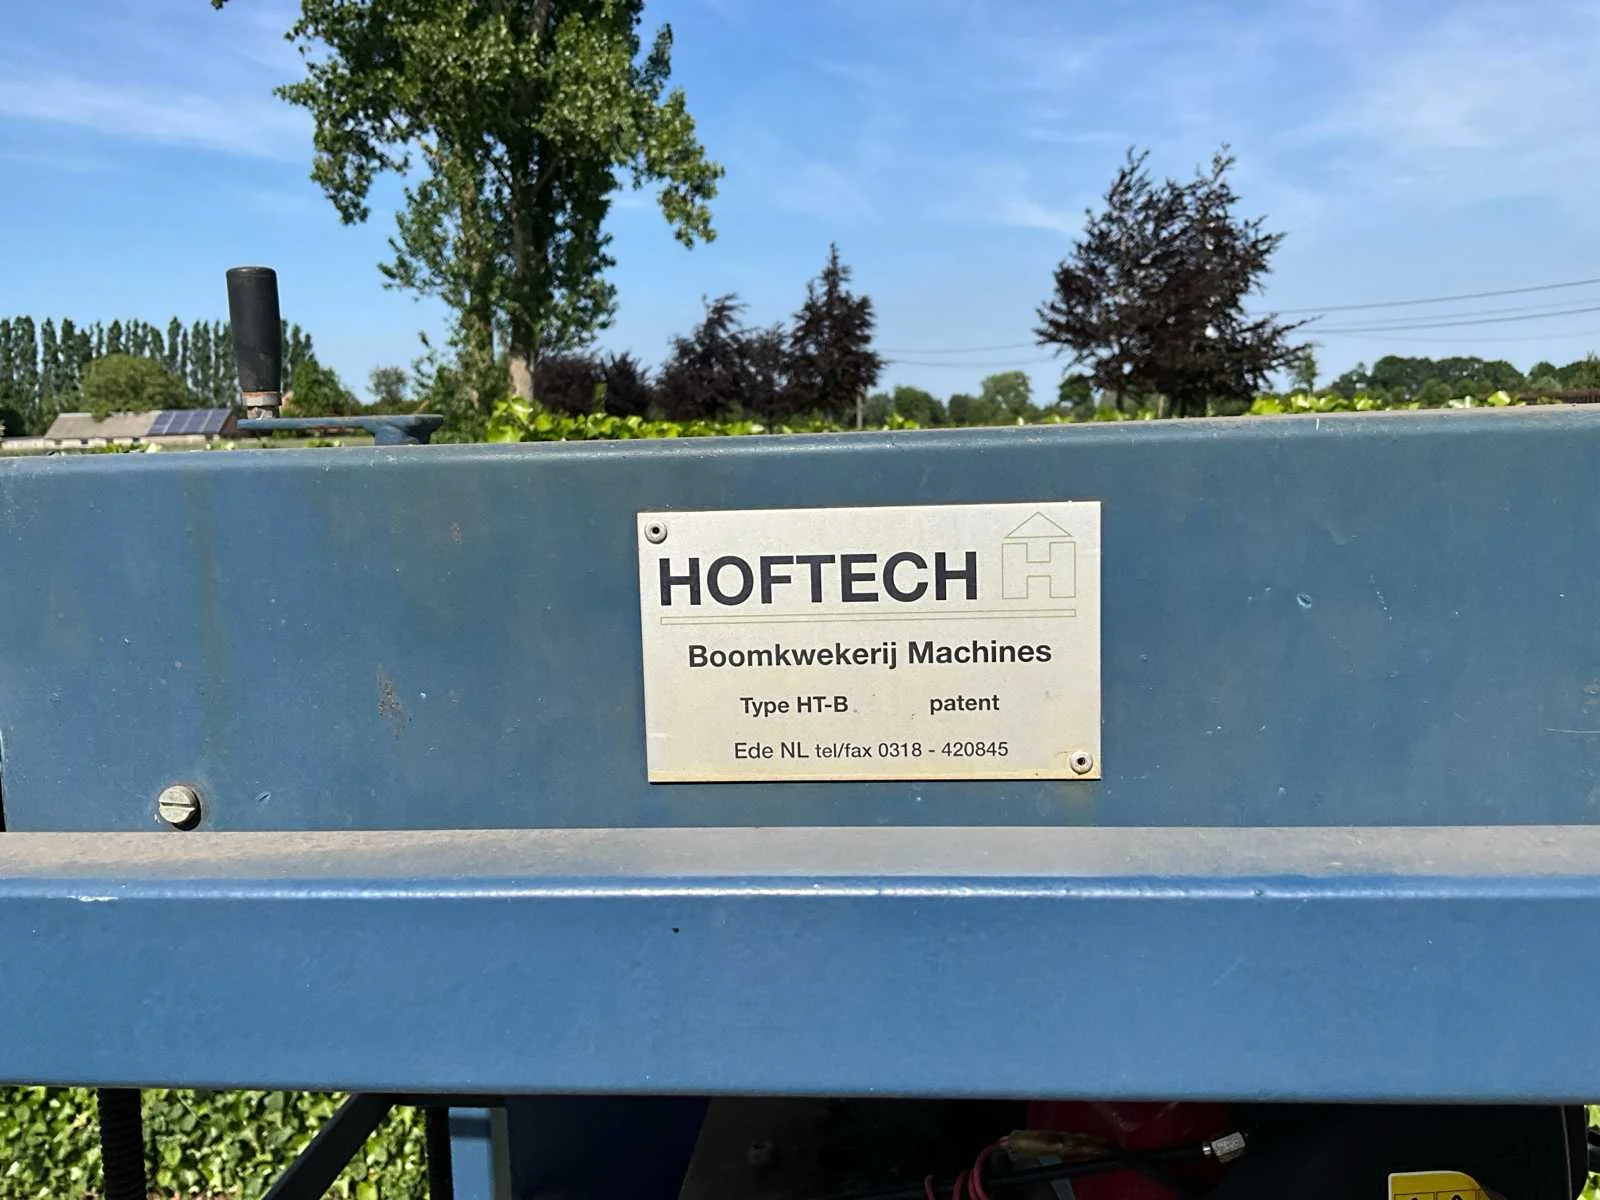 HOFTECH H
Boomkwekerij Machines
Type HT-B patent
Ede NL tel/fax 0318 - 420845